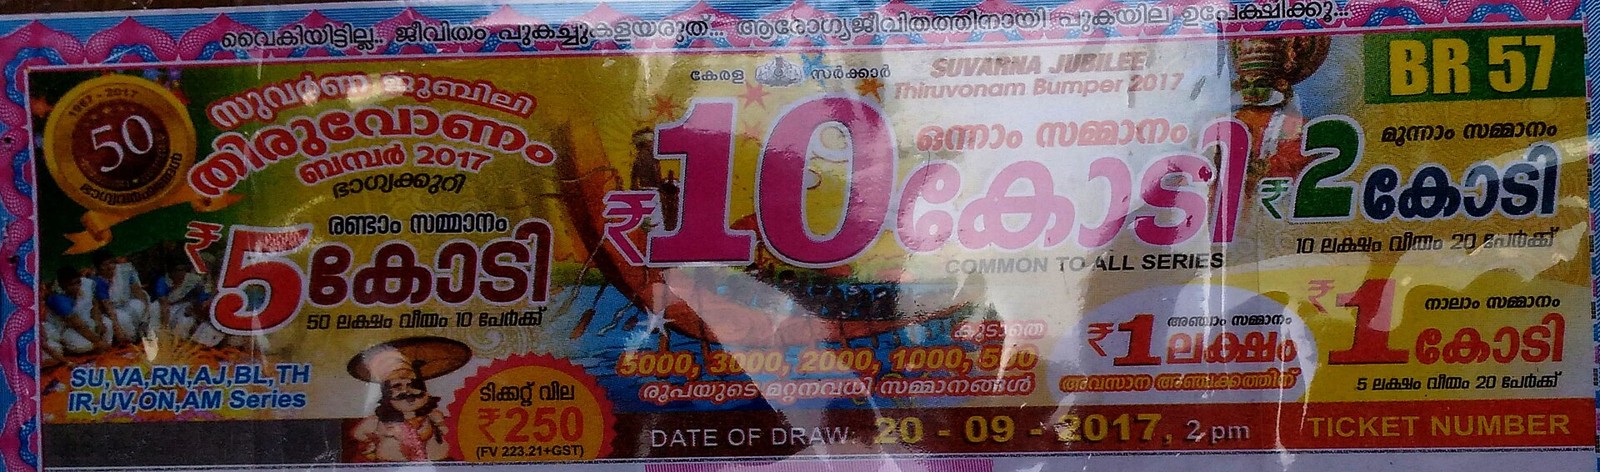 വൈകിയിട്ടില്ല.. ജീവിതം പുകച്ചുകളയരുത്... ആരോഗ്യജീവിതത്തിനായി പുകയില ഉപേക്ഷിക്കൂ...
1967 - 2017
50
സുവർണ ജൂബിലി
തിരുവോണം
ബമ്പർ 2017
ഭാഗ്യക്കുറി
രണ്ടാം സമ്മാനം
₹5കോടി
50 ലക്ഷം വീതം 10 പേർക്ക്
SU,VA,RN,AJ,BL,TH
IR,UV,ON,AM Series
ടിക്കറ്റ് വില
₹250
(FV 223.21+GST)
കേരള സർക്കാർ
SUVARNA JUBILEE
Thiruvonam Bumper 2017
ഒന്നാം സമ്മാനം
₹10കോടി
COMMON TO ALL SERIES
കൂടാതെ
5000, 3000, 2000, 1000, 500
രൂപയുടെ മറ്റനവധി സമ്മാനങ്ങൾ
DATE OF DRAW: 20 - 09 - 2017, 2 pm
BR 57
മൂന്നാം സമ്മാനം
₹2കോടി
10 ലക്ഷം വീതം 20 പേർക്ക്
നാലാം സമ്മാനം
₹1കോടി
5 ലക്ഷം വീതം 20 പേർക്ക്
അഞ്ചാം സമ്മാനം
₹1ലക്ഷം
അവസാന അഞ്ചക്കത്തിന്
TICKET NUMBER